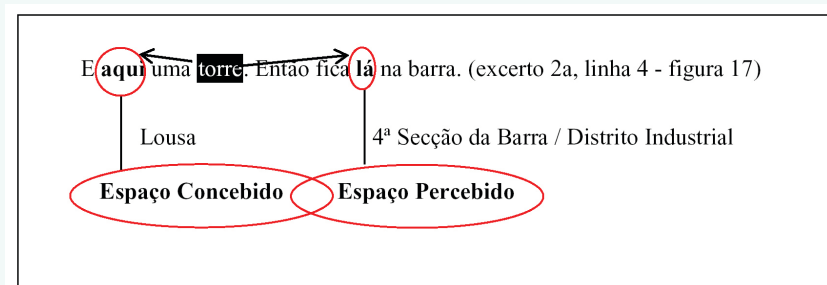 E aqui uma torre. Então fica lá na barra. (excerto 2a, linha 4 - figura 17)
Lousa 4ª Secção da Barra / Distrito Industrial
Espaço Concebido Espaço Percebido